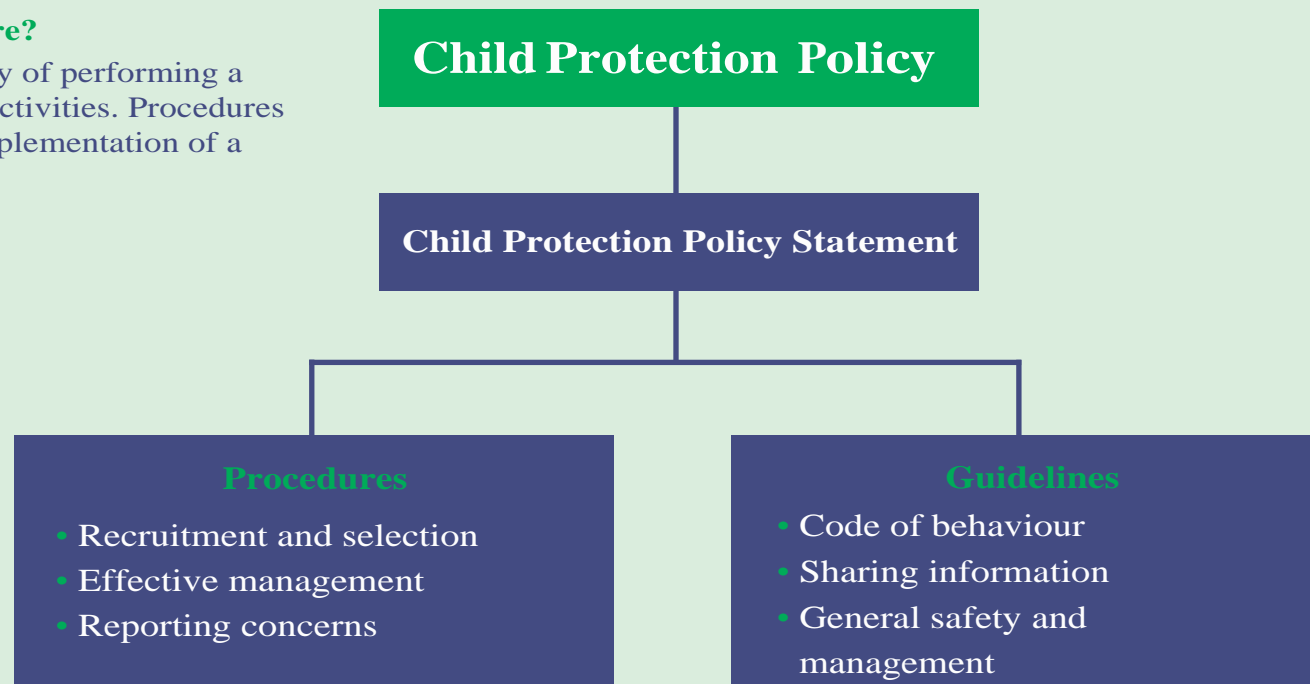 y of performing a
ctivities. Procedures
plementation of a
Child Protection Policy
Child Protection Policy Statement
Procedures
• Recruitment and selection
• Effective management
• Reporting concerns
Guidelines
• Code of behaviour
• Sharing information
• General safety and
management